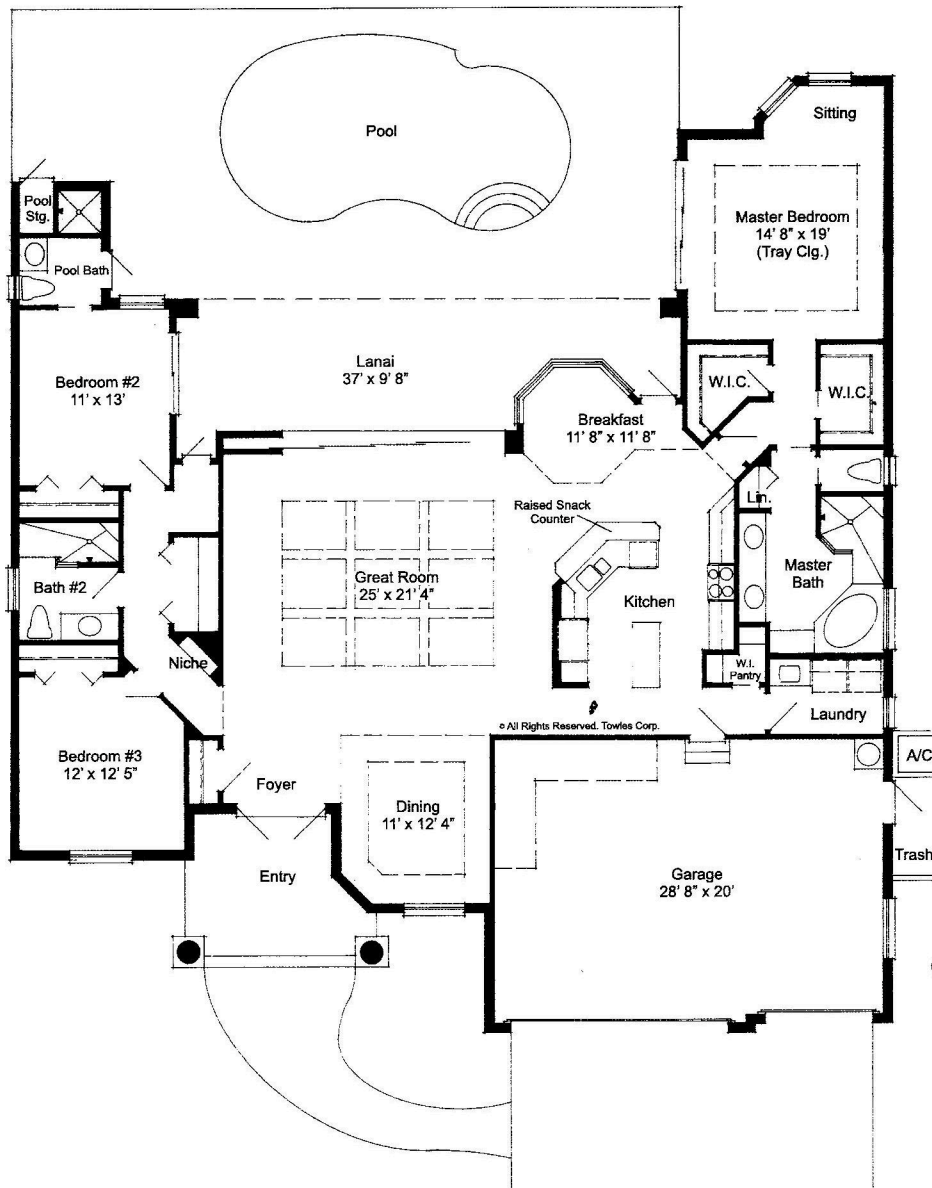 Pool
Sitting
Pool
Stg.
Master Bedroom
14' 8" x 19'
(Tray Clg.)
Pool Bath
Lanai
37' x 9' 8"
Bedroom #2
11' x 13'
W.I.C.
W.I.C.
Breakfast
11' 8" x 11' 8"
Raised Snack
Counter
Lin.
Great Room
25' x 21' 4"
Master
Bath
Bath #2
Kitchen
Niche
W.I.
Pantry
Laundry
© All Rights Reserved. Towles Corp.
Bedroom #3
12' x 12' 5"
A/C
Foyer
Dining
11' x 12' 4"
Trash
Entry
Garage
28' 8" x 20'